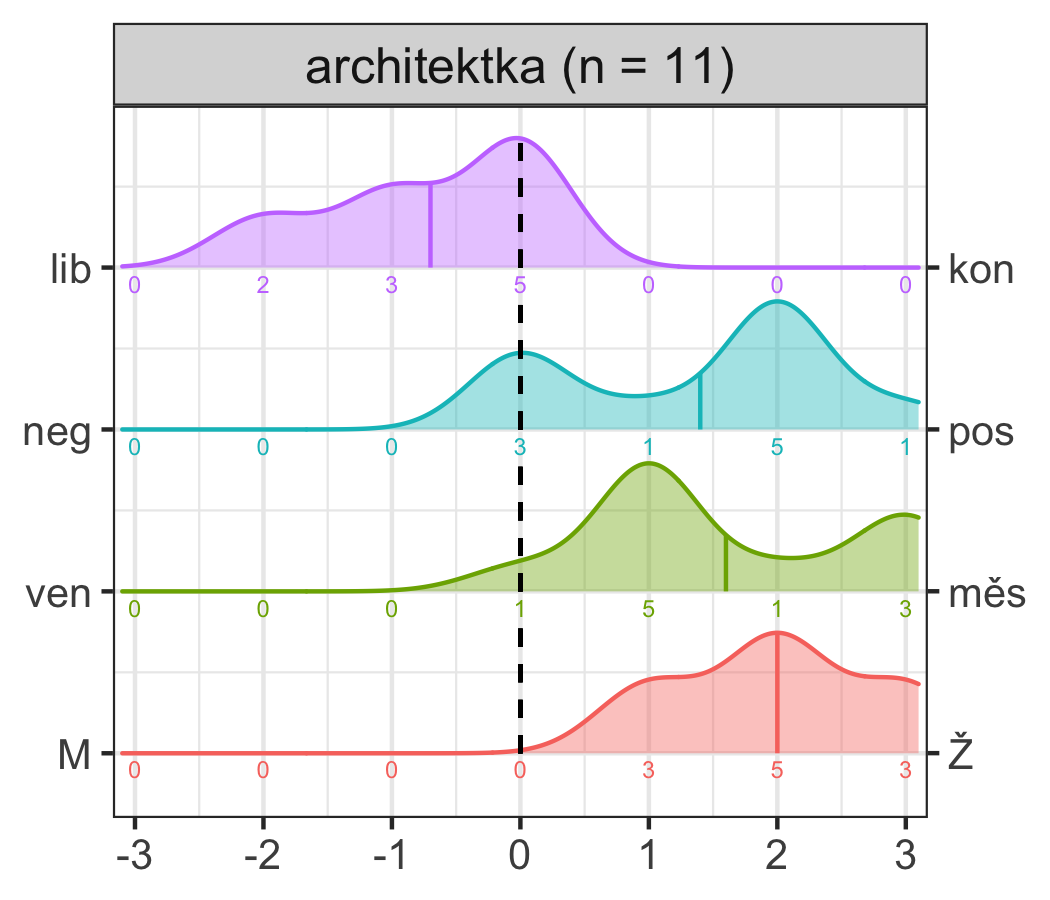 architektka (n = 11)
lib kon
0 2 3 5 0 0 0
neg pos
0 0 0 3 1 5 1
ven měs
0 0 0 1 5 1 3
M Ž
0 0 0 0 3 5 3
-3 -2 -1 0 1 2 3